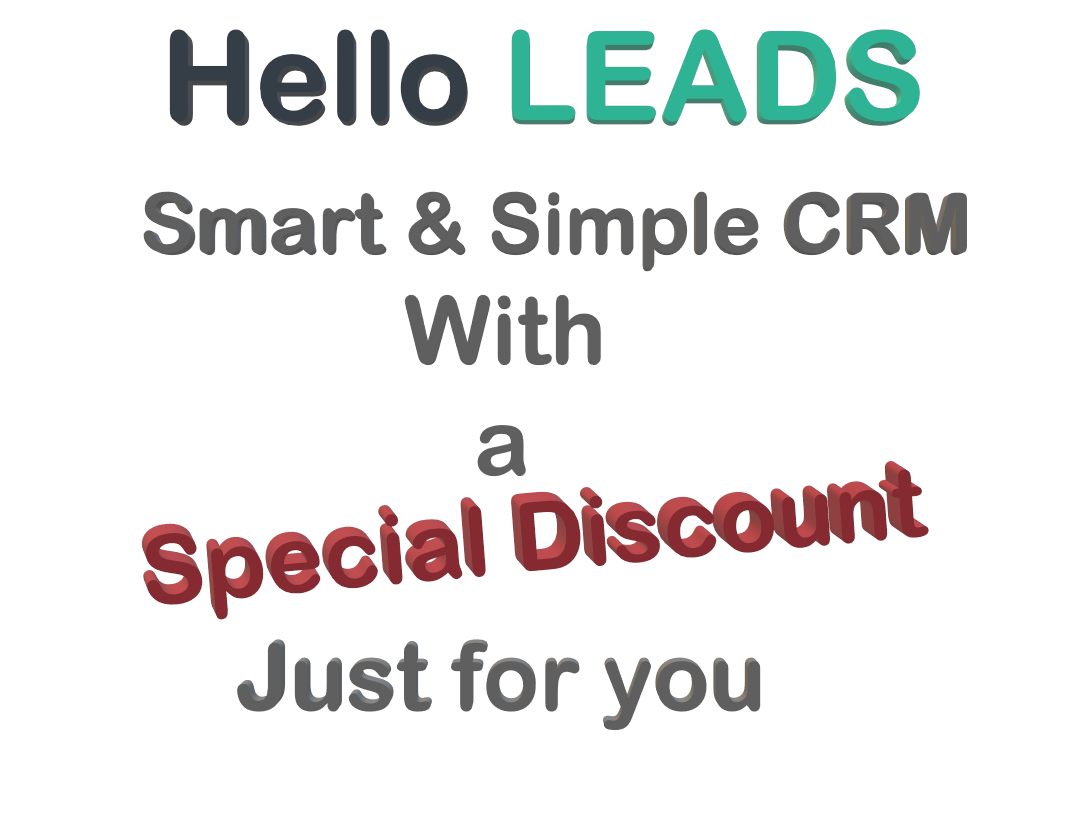 Hello LEADS
Smart & Simple CRM
With
a
Special Discount
Just for you